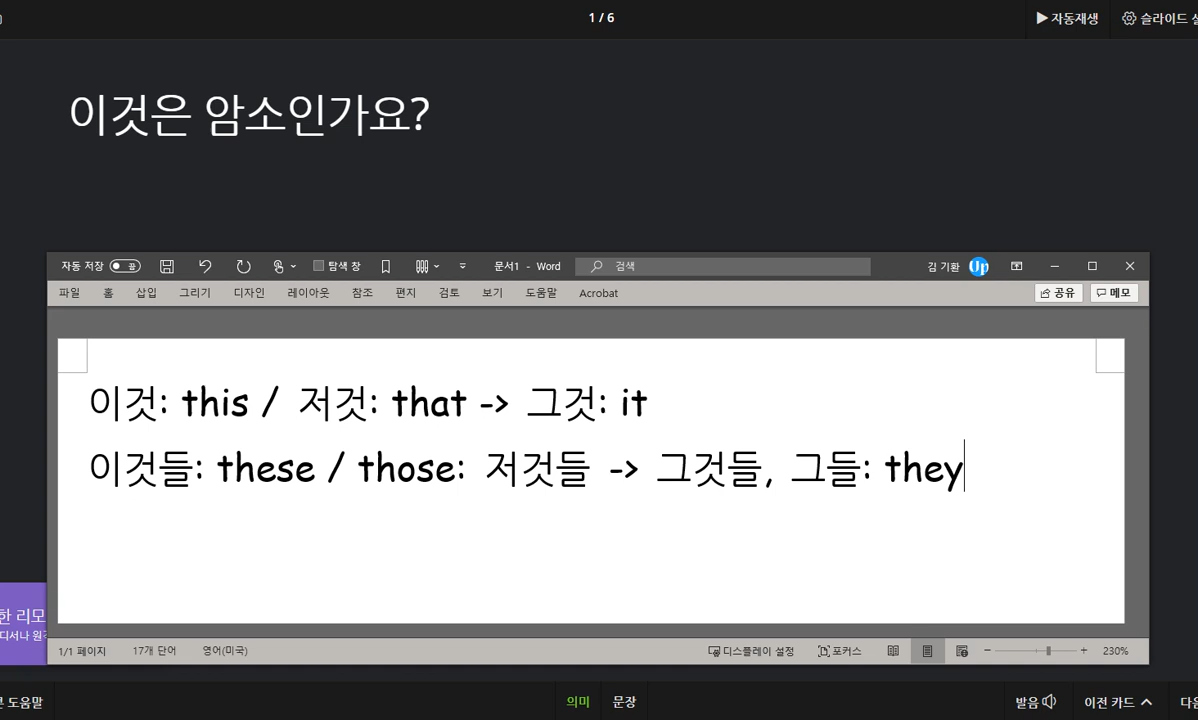 1 / 6
자동재생
슬라이드
이것은 암소인가요?
자동 저장 끔
탐색 창
문서1 - Word
검색
김 기환
Up
파일 홈 삽입 그리기 디자인 레이아웃 참조 편지 검토 보기 도움말 Acrobat
공유 메모
이것: this / 저것: that -> 그것: it
이것들: these / those: 저것들 -> 그것들, 그들: they
한 리모
디서나
1/1 페이지 17개 단어 영어(미국)
디스플레이 설정 포커스
230%
도움말
의미 문장
발음 이전 카드